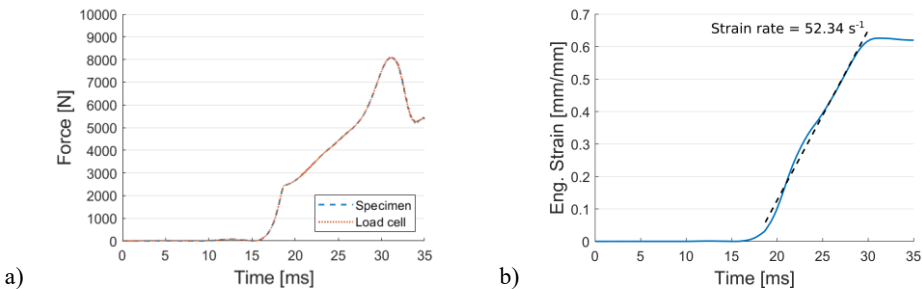 10000
9000
8000
7000
6000
5000
4000
3000
2000
1000
0
Force [N]
Specimen
Load cell
0 5 10 15 20 25 30 35
Time [ms]
a)
0.7
0.6
0.5
0.4
0.3
0.2
0.1
0
Eng. Strain [mm/mm]
Strain rate = 52.34 s⁻¹
0 5 10 15 20 25 30 35
Time [ms]
b)